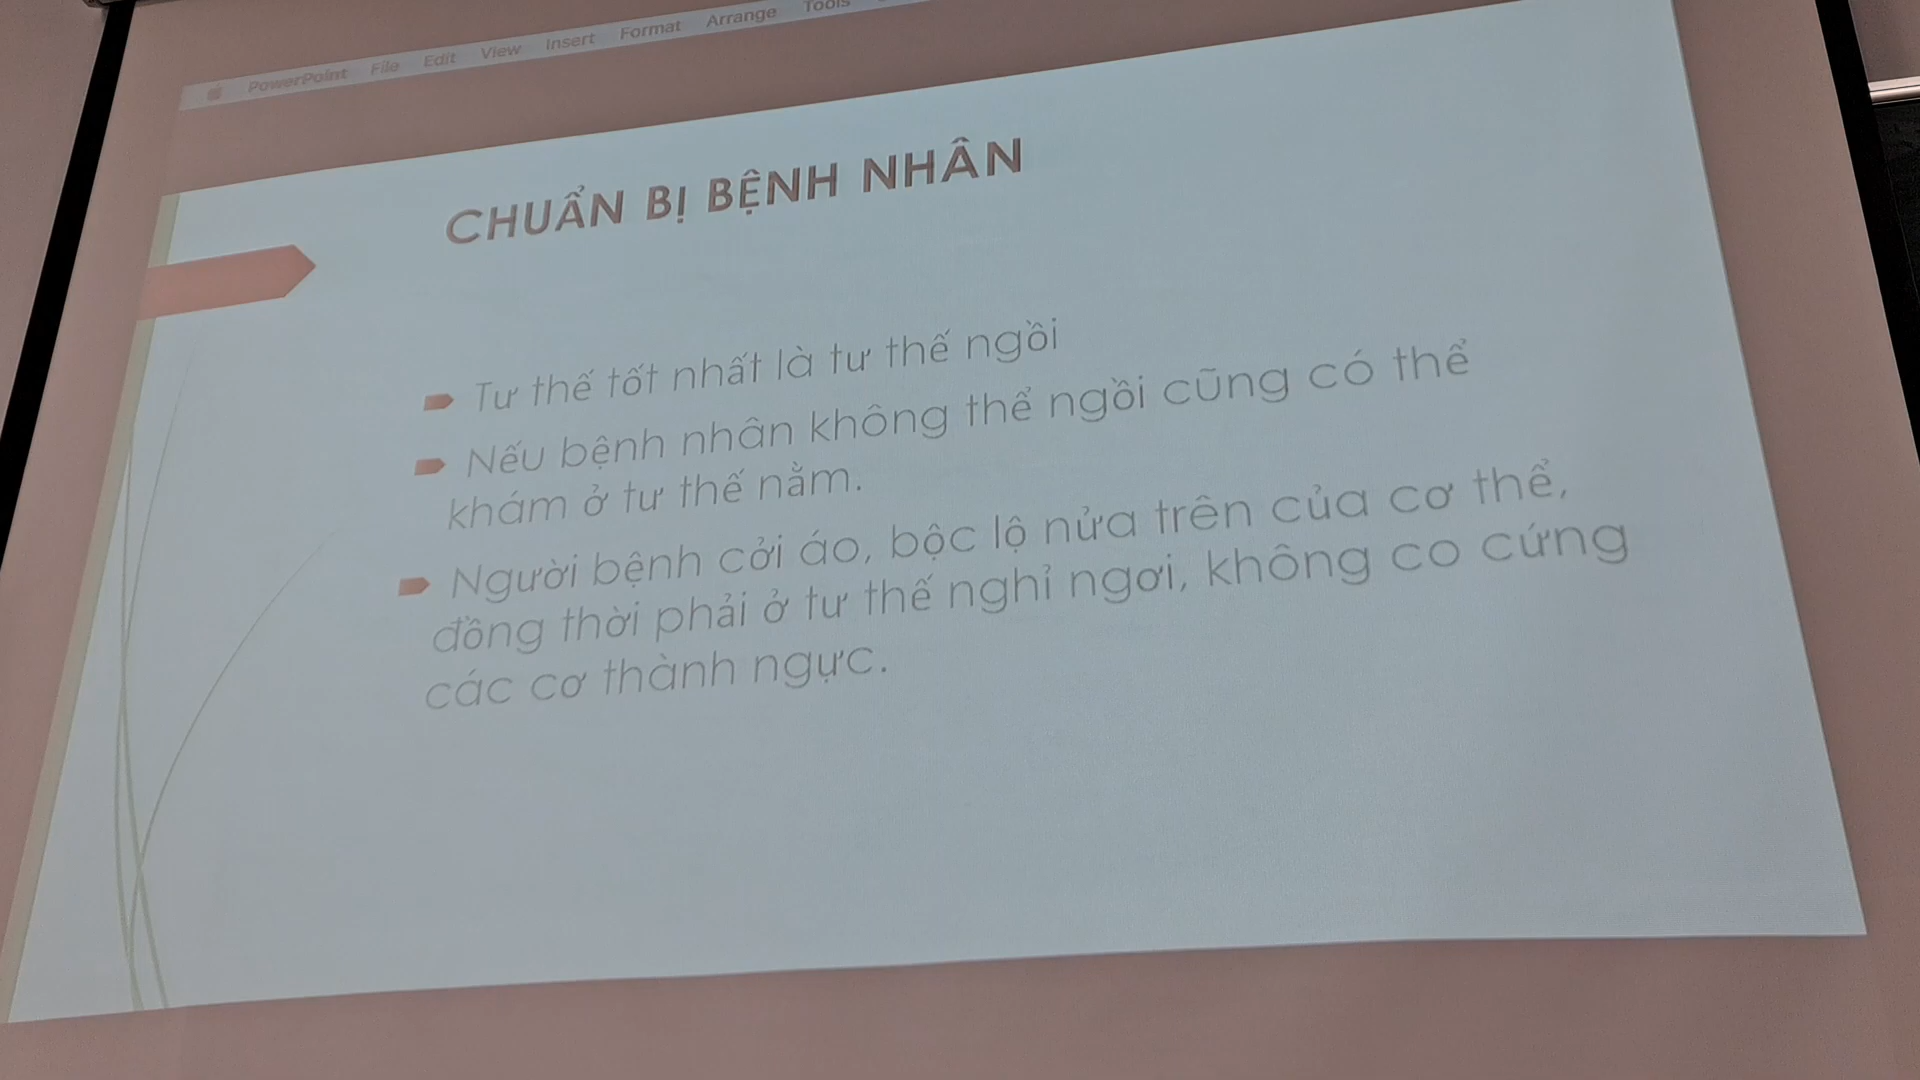 PowerPoint File Edit View Insert Format Arrange Tools
CHUẨN BỊ BỆNH NHÂN
Tư thế tốt nhất là tư thế ngồi
Nếu bệnh nhân không thể ngồi cũng có thể
khám ở tư thế nằm.
Người bệnh cởi áo, bộc lộ nửa trên của cơ thể,
đồng thời phải ở tư thế nghỉ ngơi, không co cứng
các cơ thành ngực.